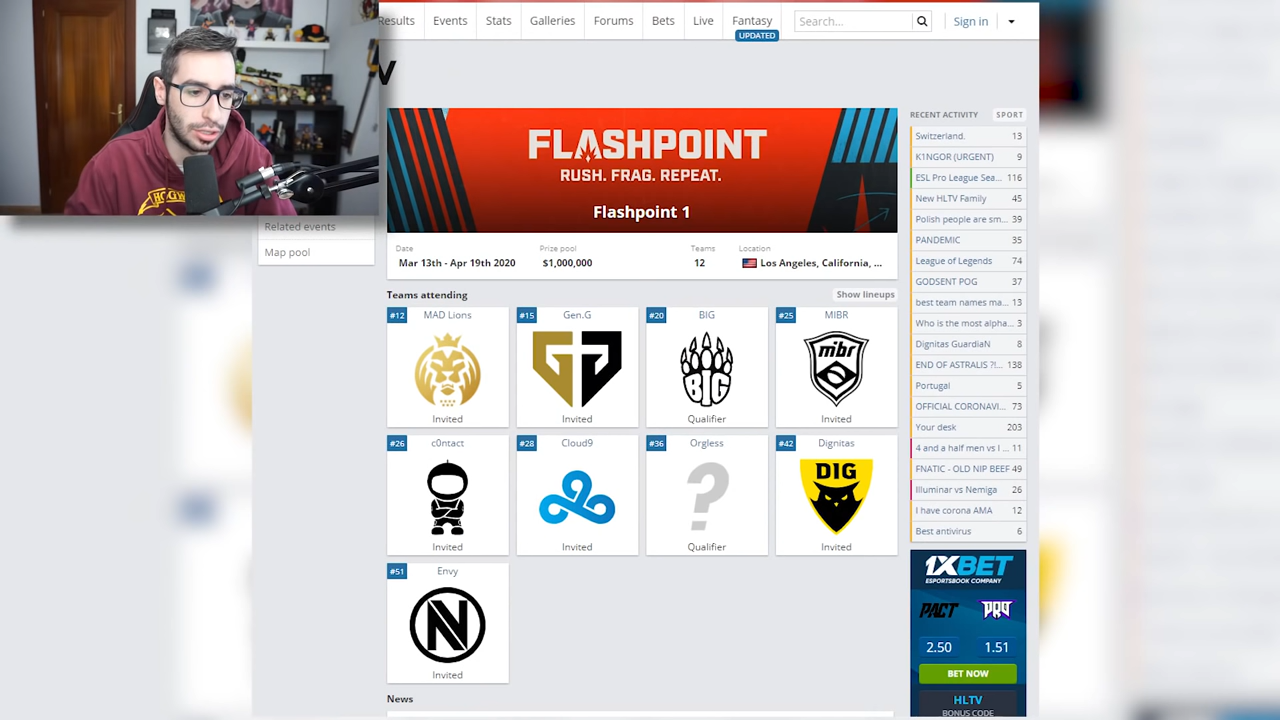 Results Events Stats Galleries Forums Bets Live Fantasy Search... Sign in
UPDATED
V
FLASHPOINT
RUSH. FRAG. REPEAT.
Flashpoint 1
Date Prize pool Teams Location
Mar 13th - Apr 19th 2020 $1,000,000 12 Los Angeles, California, ...
Related events
Map pool
Teams attending Show lineups
#12 MAD Lions
Invited
#15 Gen.G
G G
Invited
#20 BIG
BIG
Qualifier
#25 MIBR
mibr
Invited
#26 c0ntact
Invited
#28 Cloud9
Invited
#36 Orgless
?
Qualifier
#42 Dignitas
DIG
Invited
#51 Envy
N
Invited
News
RECENT ACTIVITY SPORT
Switzerland. 13
K1NGOR (URGENT) 9
ESL Pro League Sea... 116
New HLTV Family 45
Polish people are sm... 39
PANDEMIC 35
League of Legends 74
GODSENT POG 37
best team names ma... 13
Who is the most alpha... 3
Dignitas GuardiaN 8
END OF ASTRALIS ?!... 138
Portugal 5
OFFICIAL CORONAVI... 73
Your desk 203
4 and a half men vs I ... 11
FNATIC - OLD NIP BEEF 49
Illuminar vs Nemiga 26
I have corona AMA 12
Best antivirus 6
1XBET
ESPORTSBOOK COMPANY
PACT PRO
2.50 1.51
BET NOW
HLTV
BONUS CODE